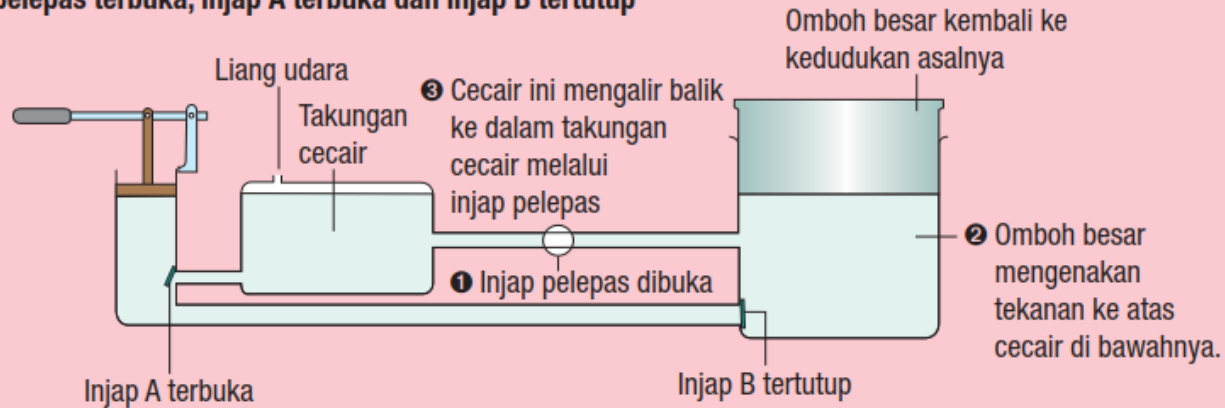 pelepas terbuka, injap A terbuka dan injap B tertutup
Omboh besar kembali ke
kedudukan asalnya
Liang udara
Takungan
cecair
❸ Cecair ini mengalir balik
ke dalam takungan
cecair melalui
injap pelepas
❶ Injap pelepas dibuka
❷ Omboh besar
mengenakan
tekanan ke atas
cecair di bawahnya.
Injap A terbuka
Injap B tertutup